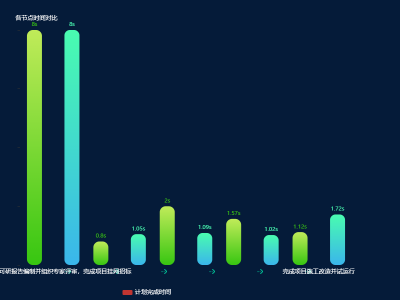 各节点时间对比
8s
8s
0.8s
1.05s
2s
1.09s
1.57s
1.02s
1.12s
1.72s
可研报告编制并组织专家评审，完成项目挂网招标
完成项目施工改造并试运行
计划完成时间